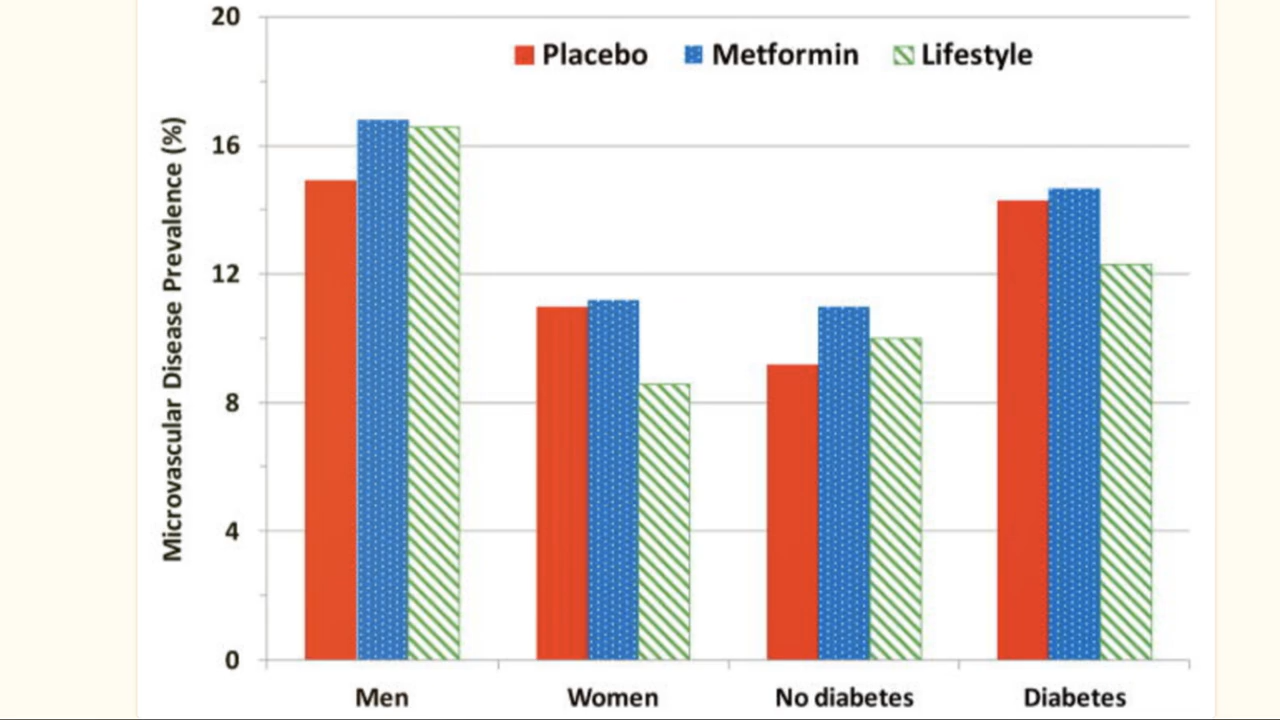 20
Placebo Metformin Lifestyle
16
12
8
4
0
Microvascular Disease Prevalence (%)
Men Women No diabetes Diabetes